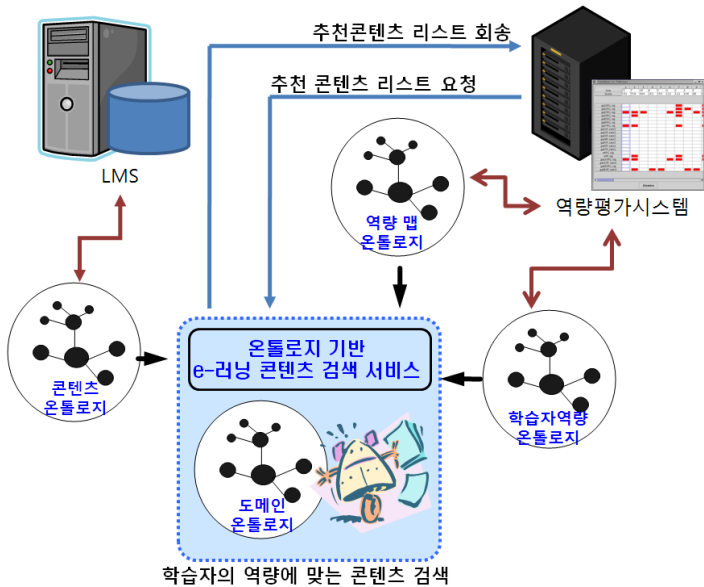 추천콘텐츠 리스트 회송
추천 콘텐츠 리스트 요청
LMS
역량평가시스템
역량 맵
온톨로지
콘텐츠
온톨로지
온톨로지 기반
e-러닝 콘텐츠 검색 서비스
학습자역량
온톨로지
도메인
온톨로지
학습자의 역량에 맞는 콘텐츠 검색